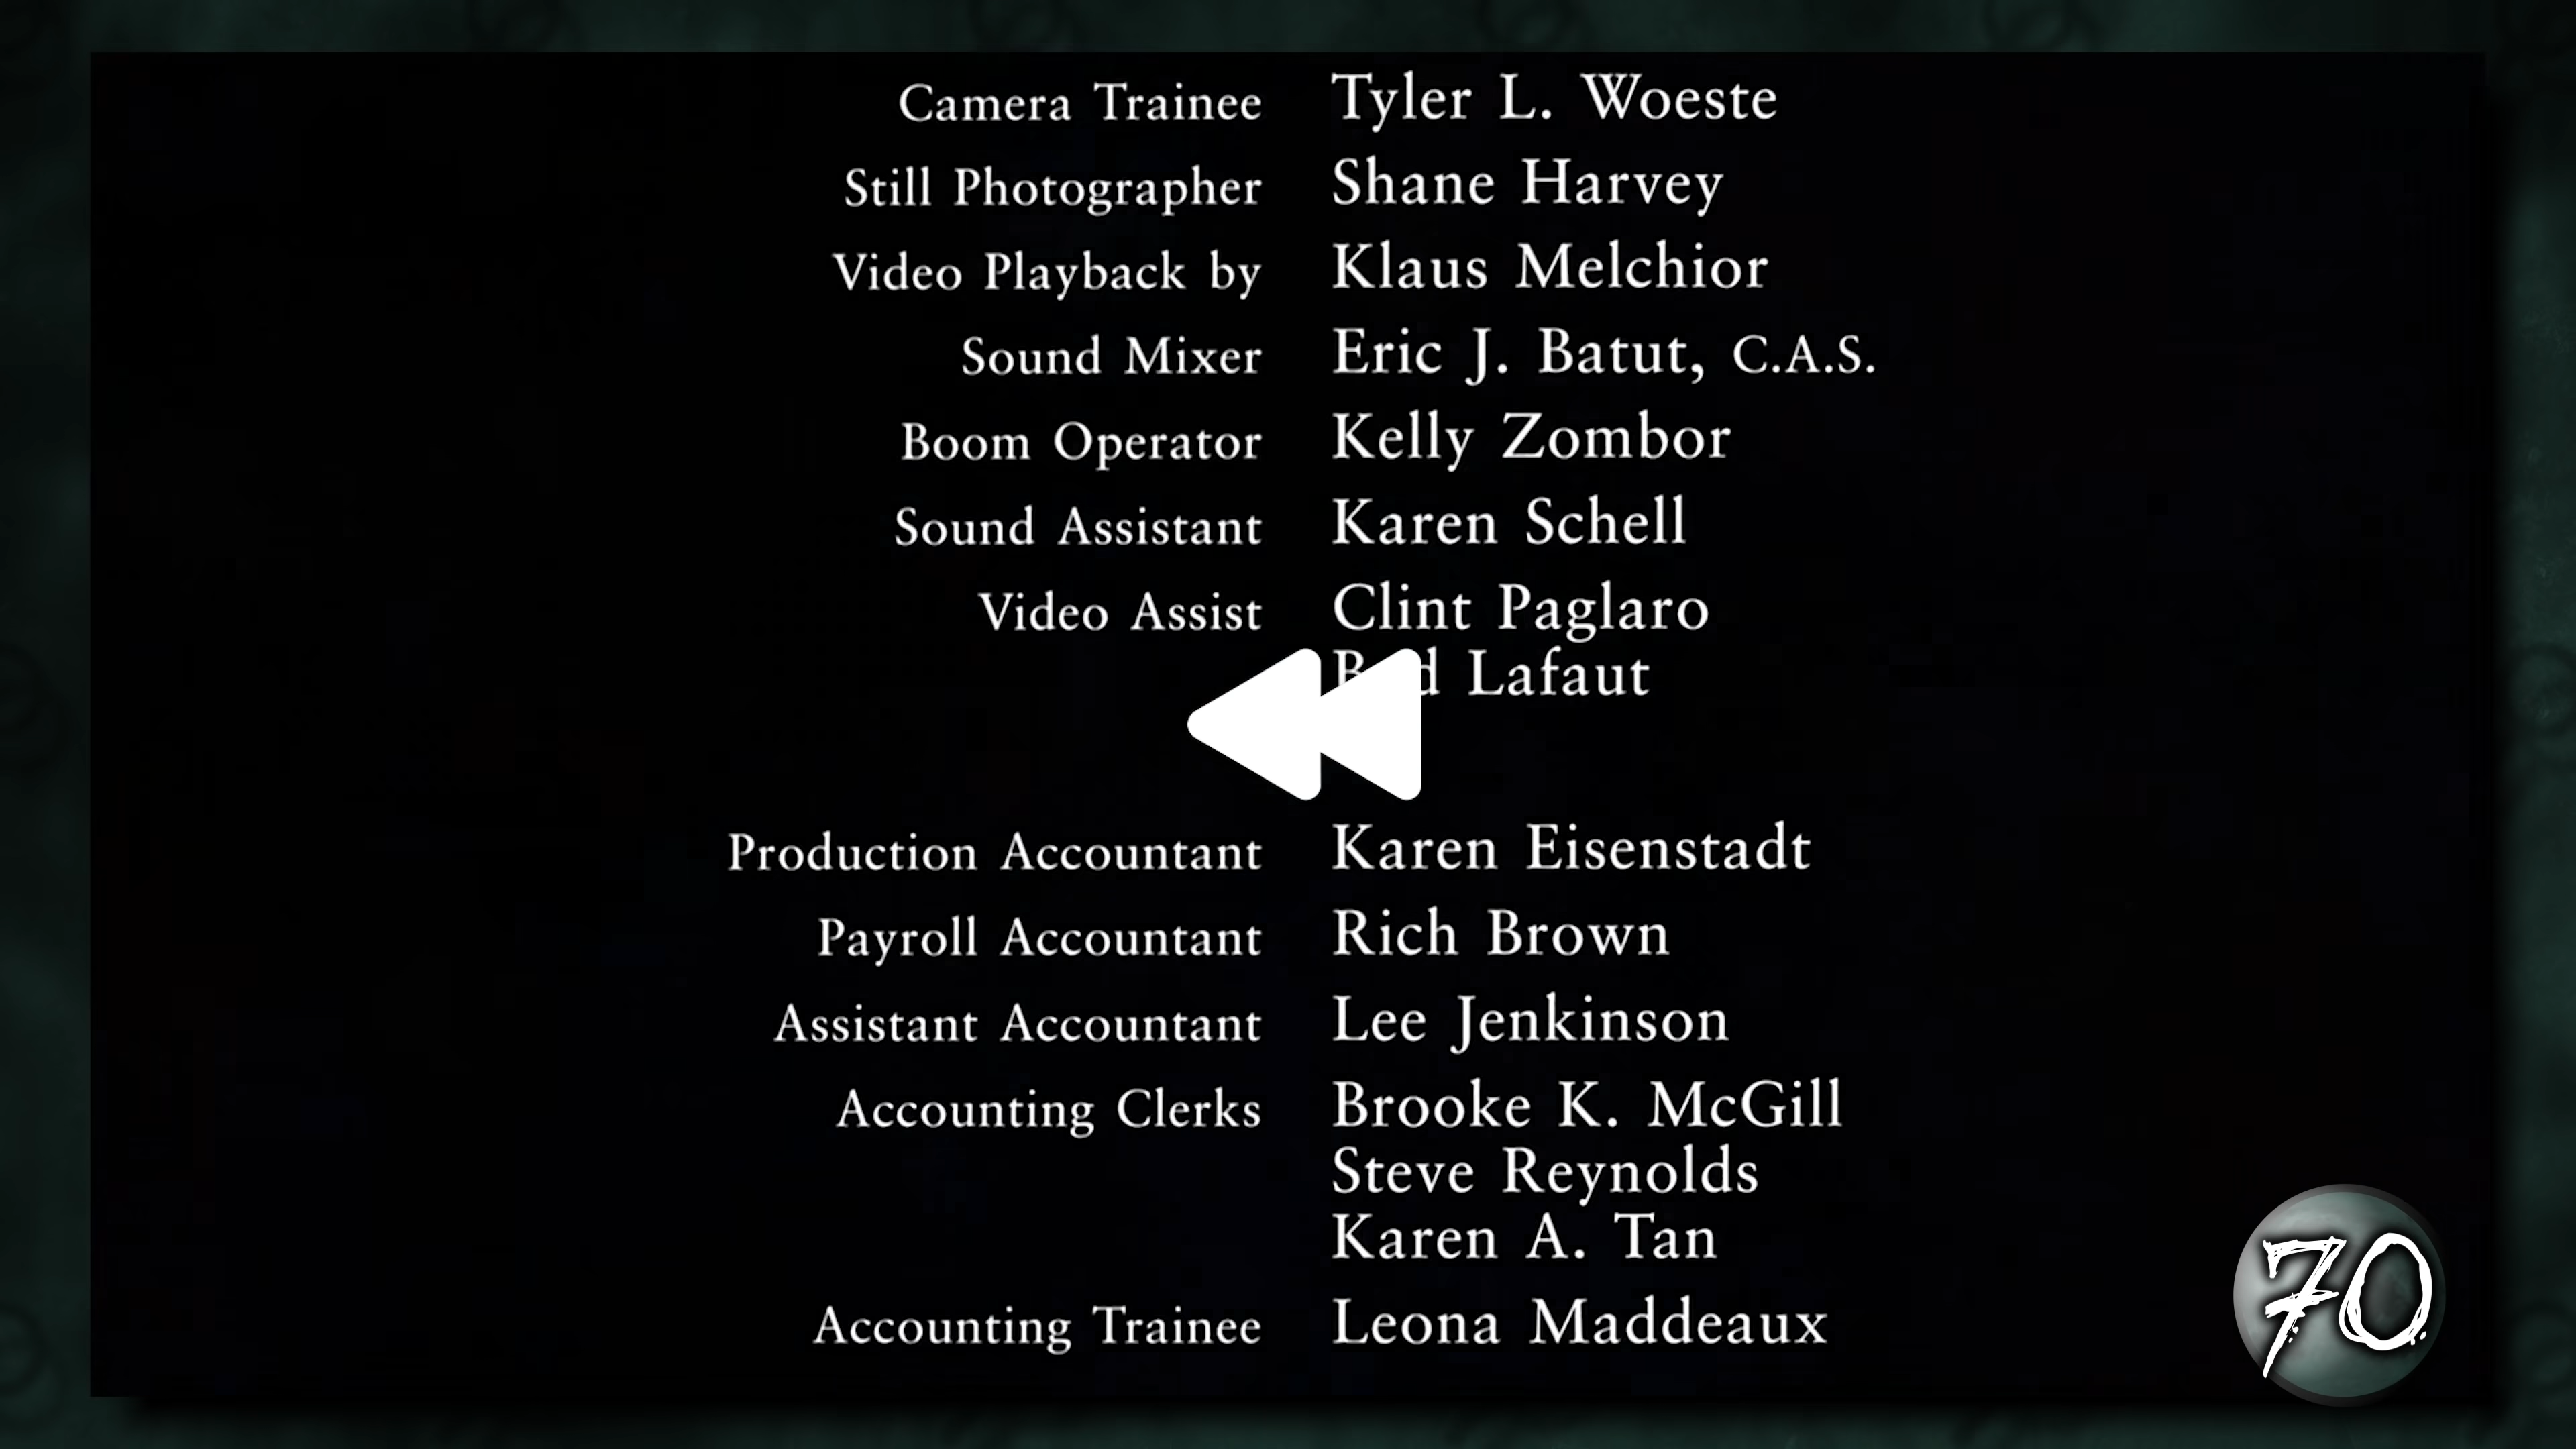 Camera Trainee Tyler L. Woeste
Still Photographer Shane Harvey
Video Playback by Klaus Melchior
Sound Mixer Eric J. Batut, C.A.S.
Boom Operator Kelly Zombor
Sound Assistant Karen Schell
Video Assist Clint Paglaro
Lafaut
Production Accountant Karen Eisenstadt
Payroll Accountant Rich Brown
Assistant Accountant Lee Jenkinson
Accounting Clerks Brooke K. McGill
Steve Reynolds
Karen A. Tan
Accounting Trainee Leona Maddeaux
70